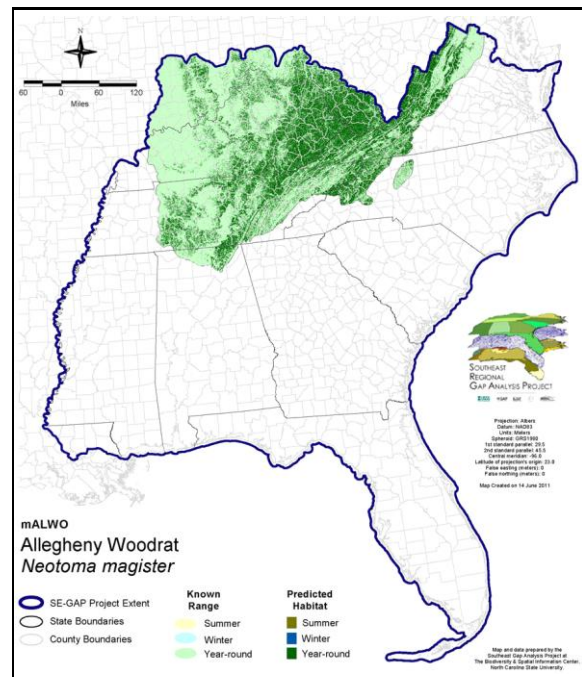 N
60 0 60 120
Miles
SOUTHEAST
REGIONAL
GAP ANALYSIS PROJECT
Projection: Albers
Datum: NAD83
Units: Meters
Spheroid: GRS1980
1st standard parallel: 29.5
2nd standard parallel: 45.5
Central meridian: -96.0
Latitude of projection's origin: 23.0
False easting (meters): 0
False northing (meters): 0
Map Created on 14 June 2011
mALWO
Allegheny Woodrat
Neotoma magister
SE-GAP Project Extent
State Boundaries
County Boundaries
Known
Range
Summer
Winter
Year-round
Predicted
Habitat
Summer
Winter
Year-round
Map and data prepared by the
Southeast Gap Analysis Project at
The Biodiversity & Spatial Information Center,
North Carolina State University.